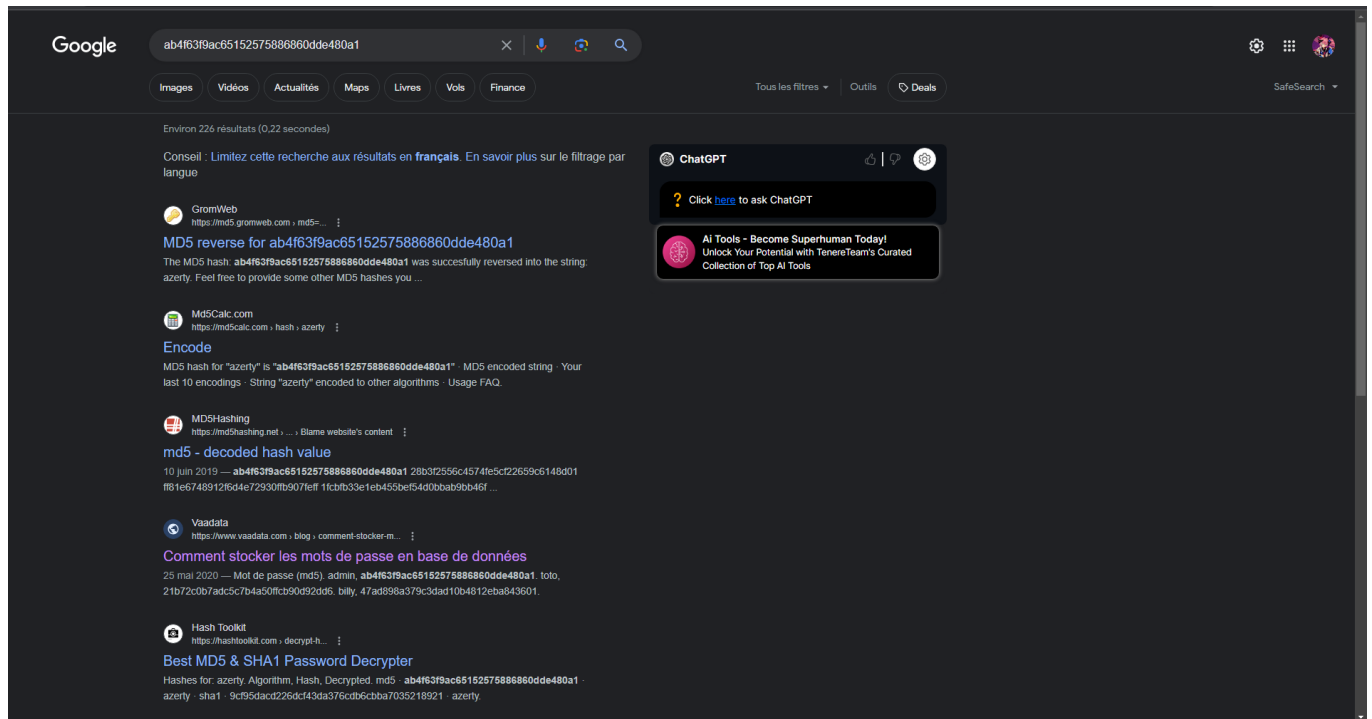 Google
ab4f63f9ac65152575886860dde480a1
Images Vidéos Actualités Maps Livres Vols Finance Tous les filtres Outils Deals SafeSearch
Environ 226 résultats (0,22 secondes)
Conseil : Limitez cette recherche aux résultats en français. En savoir plus sur le filtrage par
langue
GromWeb
https://md5.gromweb.com › md5=...
MD5 reverse for ab4f63f9ac65152575886860dde480a1
The MD5 hash: ab4f63f9ac65152575886860dde480a1 was succesfully reversed into the string:
azerty. Feel free to provide some other MD5 hashes you ...
Md5Calc.com
https://md5calc.com › hash › azerty
Encode
MD5 hash for "azerty" is "ab4f63f9ac65152575886860dde480a1" · MD5 encoded string · Your
last 10 encodings · String "azerty" encoded to other algorithms · Usage FAQ.
MD5Hashing
https://md5hashing.net › ... › Blame website's content
md5 - decoded hash value
10 juin 2019 — ab4f63f9ac65152575886860dde480a1 28b3f2556c4574fe5cf22659c6148d01
ff81e6748912f6d4e72930ffb907feff 1fcbfb33e1eb455bef54d0bbab9bb46f ...
Vaadata
https://www.vaadata.com › blog › comment-stocker-m...
Comment stocker les mots de passe en base de données
25 mai 2020 — Mot de passe (md5). admin, ab4f63f9ac65152575886860dde480a1. toto,
21b72c0b7adc5c7b4a50ffcb90d92dd6. billy, 47ad898a379c3dad10b4812eba843601.
Hash Toolkit
https://hashtoolkit.com › decrypt-h...
Best MD5 & SHA1 Password Decrypter
Hashes for: azerty. Algorithm, Hash, Decrypted. md5 · ab4f63f9ac65152575886860dde480a1 ·
azerty · sha1 · 9cf95dacd226dcf43da376cdb6cbba7035218921 · azerty.
ChatGPT
? Click here to ask ChatGPT
Ai Tools - Become Superhuman Today!
Unlock Your Potential with TenereTeam's Curated
Collection of Top AI Tools